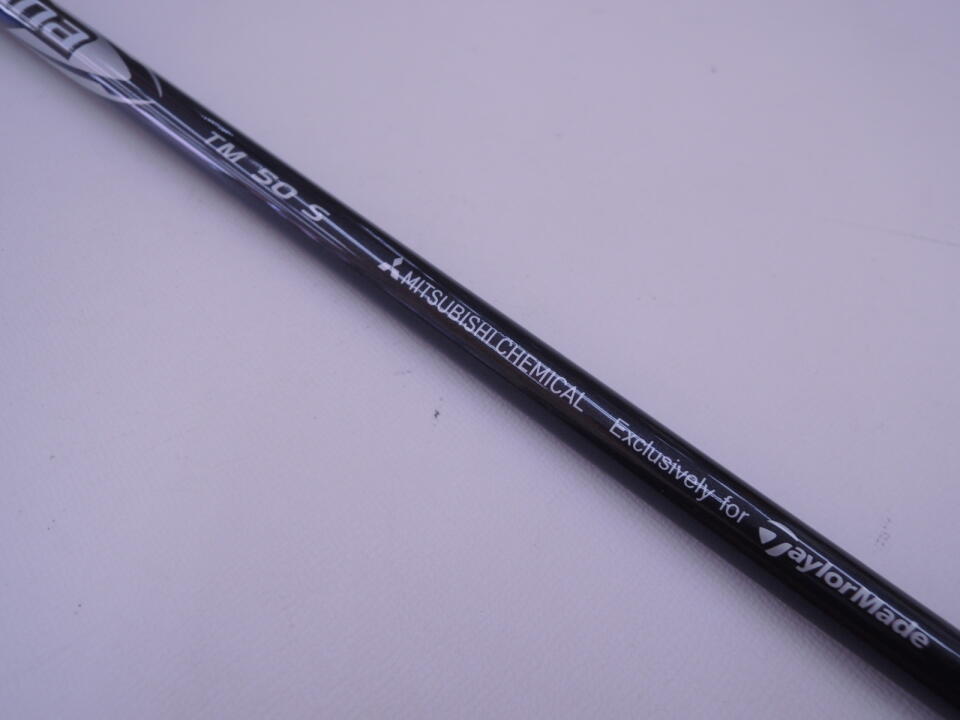 TM 50 S
MITSUBISHI CHEMICAL Exclusively for TaylorMade